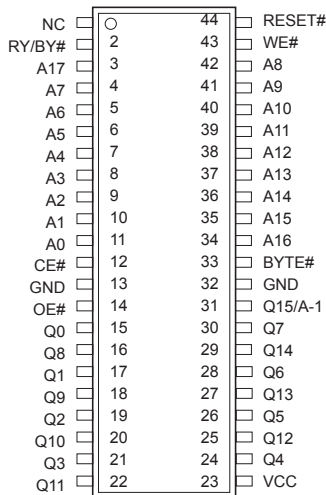 NC 44 RESET#
RY/BY# 2 43 WE#
A17 3 42 A8
A7 4 41 A9
A6 5 40 A10
A5 6 39 A11
A4 7 38 A12
A3 8 37 A13
A2 9 36 A14
A1 10 35 A15
A0 11 34 A16
CE# 12 33 BYTE#
GND 13 32 GND
OE# 14 31 Q15/A-1
Q0 15 30 Q7
Q8 16 29 Q14
Q1 17 28 Q6
Q9 18 27 Q13
Q2 19 26 Q5
Q10 20 25 Q12
Q3 21 24 Q4
Q11 22 23 VCC